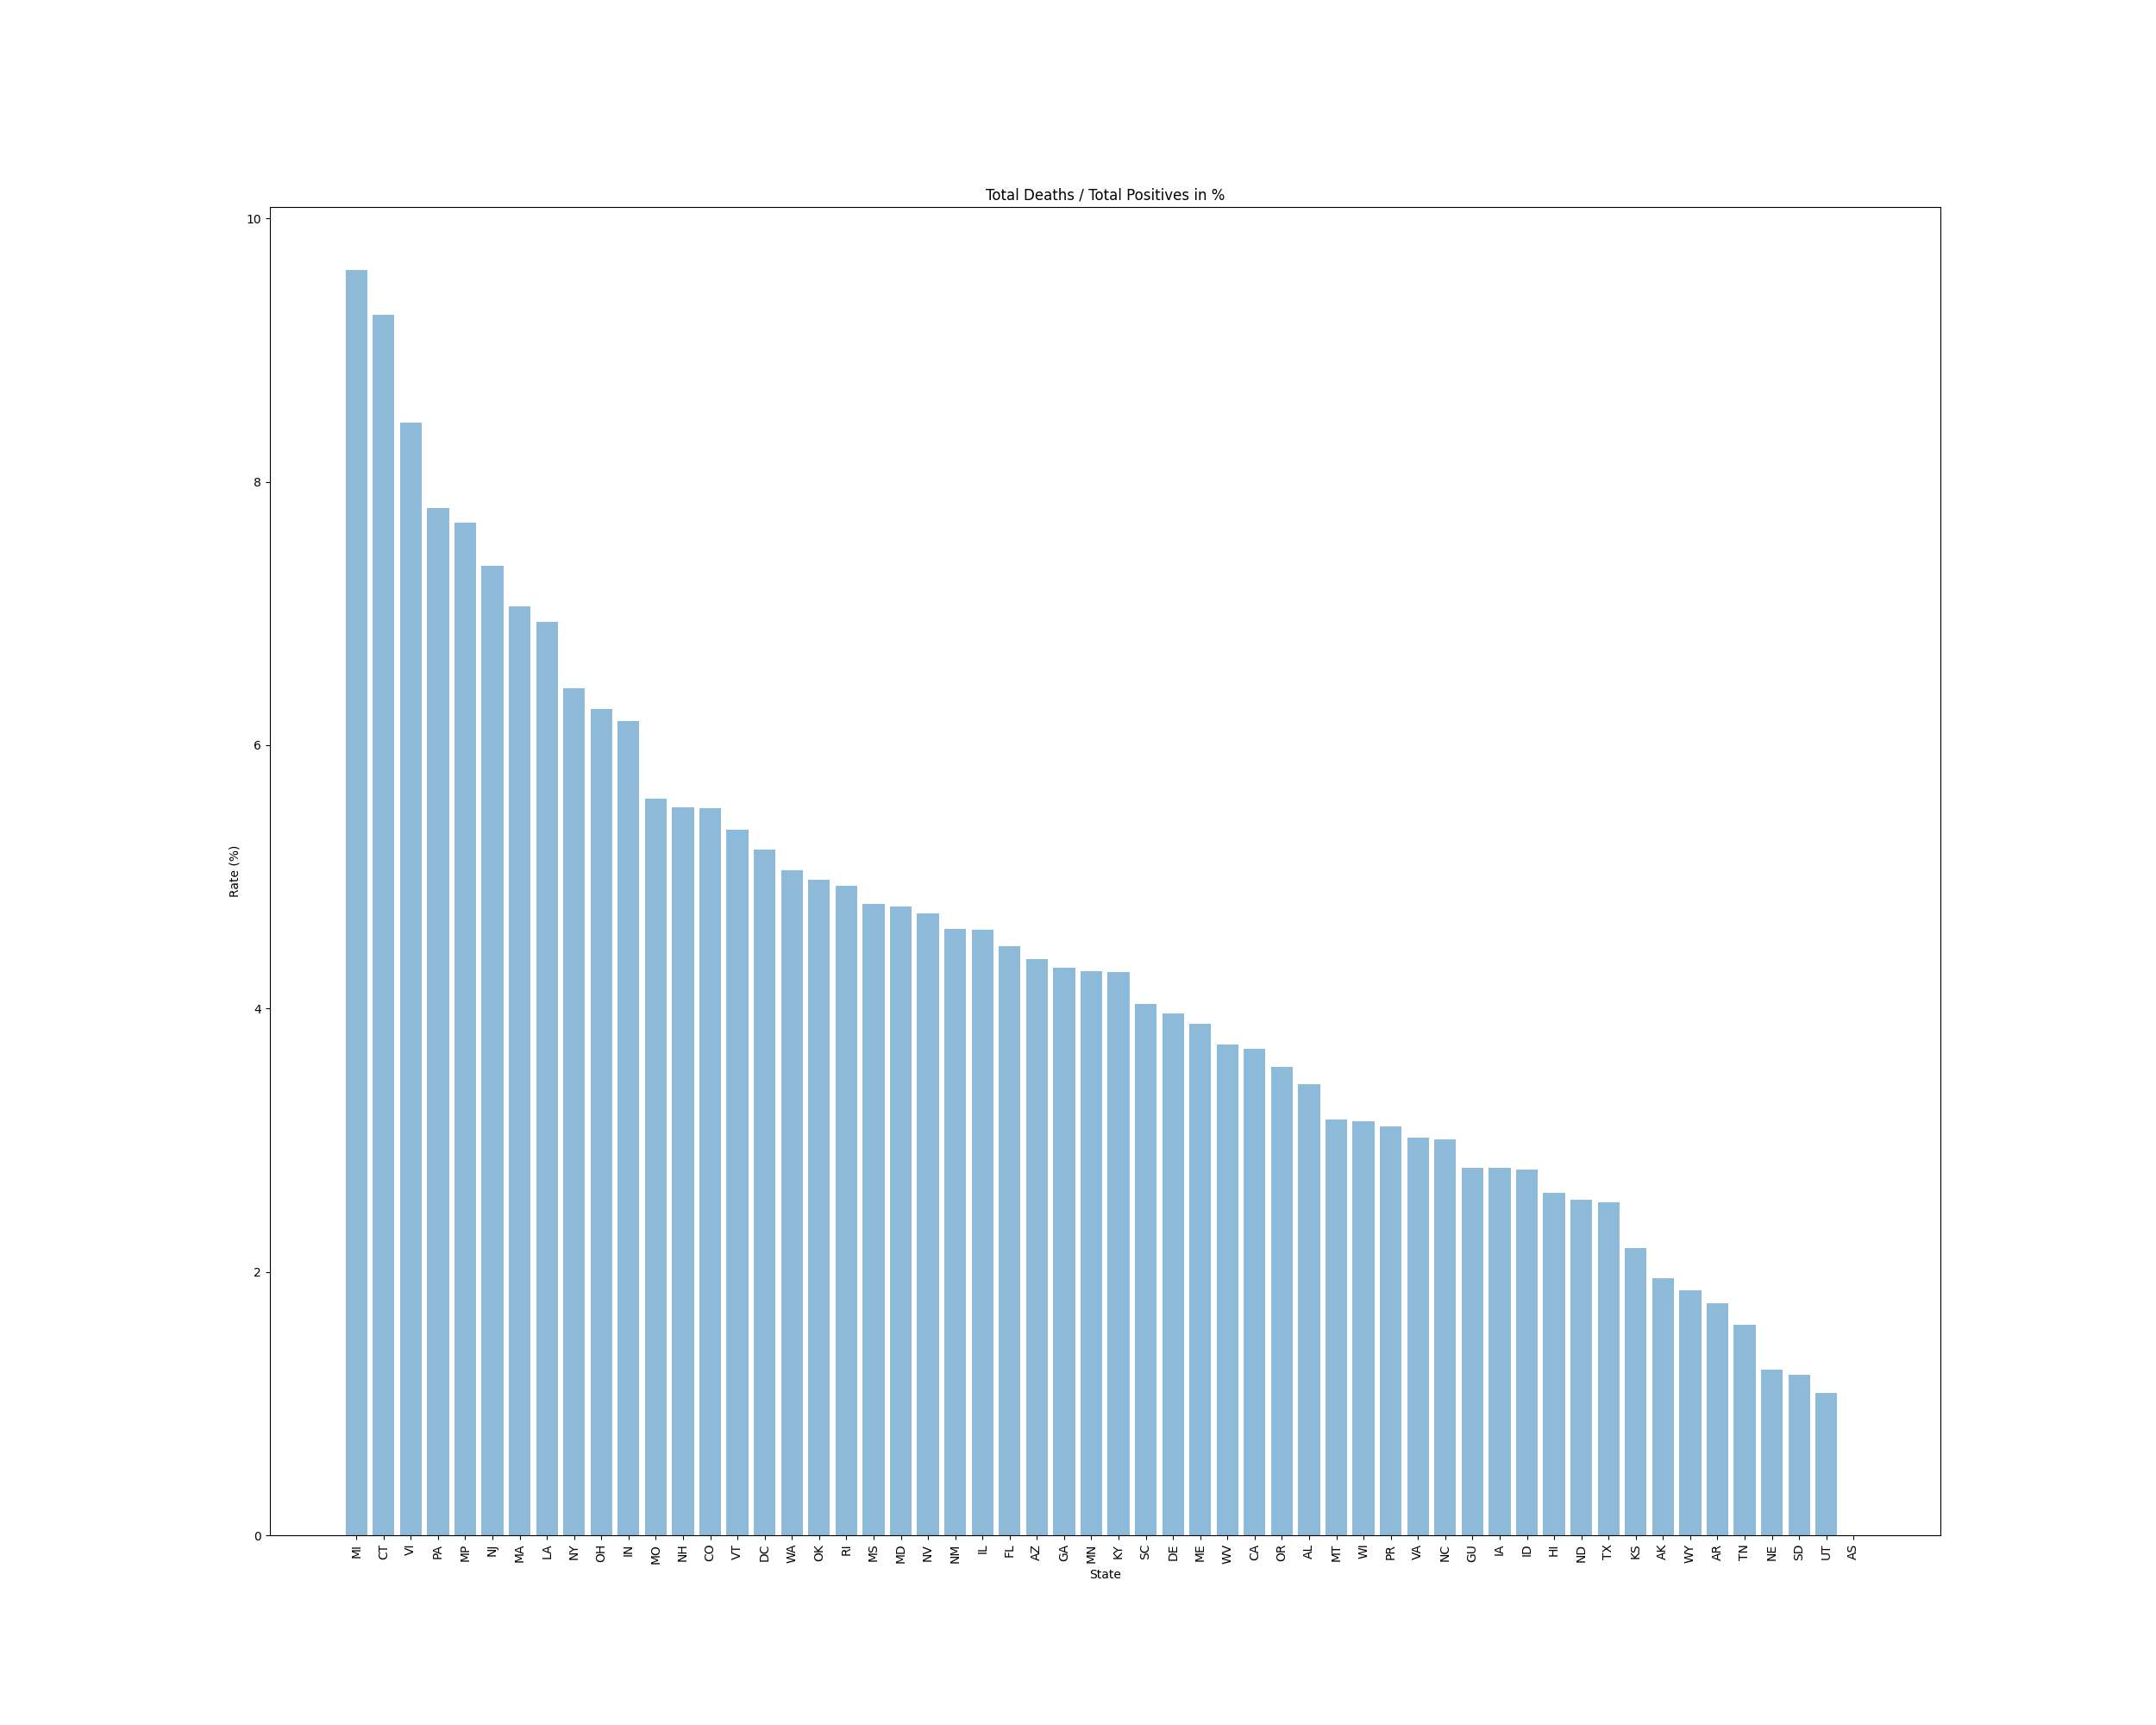 Total Deaths / Total Positives in %
10
8
6
4
2
0
Rate (%)
MI CT VI PA MP NJ MA LA NY OH IN MO NH CO VT DC WA OK RI MS MD NV NM IL FL AZ GA MN KY SC DE ME WV CA OR AL MT WI PR VA NC GU IA ID HI ND TX KS AK WY AR TN NE SD UT AS
State